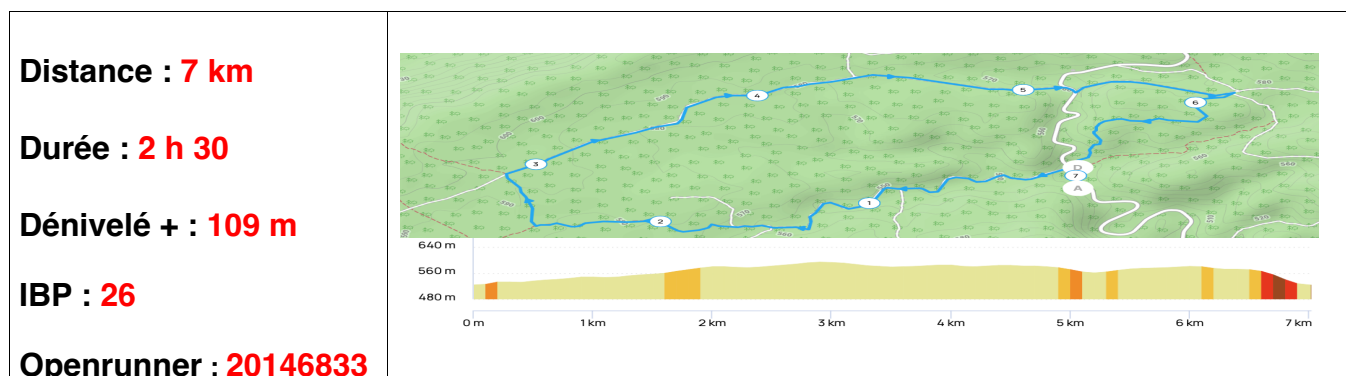 Distance : 7 km
Durée : 2 h 30
Dénivelé + : 109 m
IBP : 26
Openrunner : 20146833
4
5
6
3
D
7
A
1
2
640 m
560 m
480 m
0 m
1 km
2 km
3 km
4 km
5 km
6 km
7 km